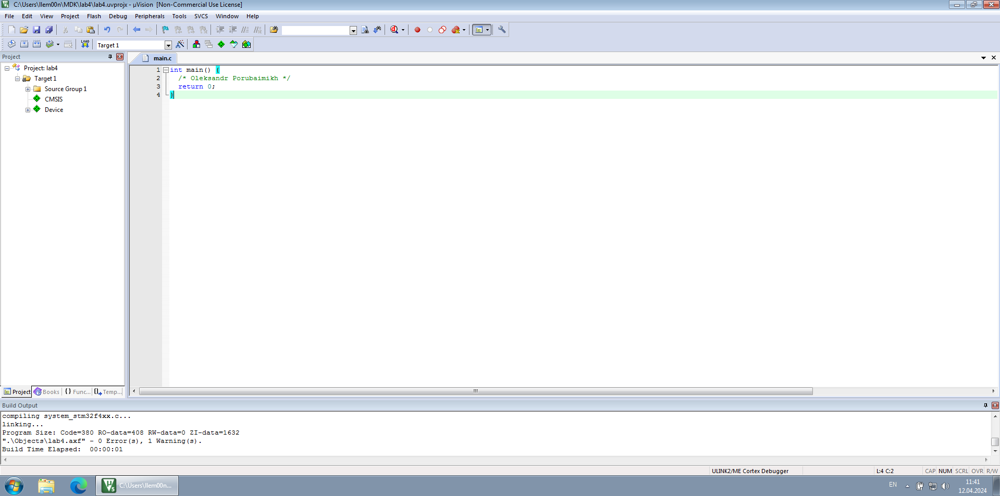 C:\Users\llem00n\MDK\lab4\lab4.uvprojx - µVision [Non-Commercial Use License]
File Edit View Project Flash Debug Peripherals Tools SVCS Window Help
LOAD
Target 1
Project
main.c
Project: lab4
Target 1
Source Group 1
CMSIS
Device
1 int main() {
2 /* Oleksandr Porubaimikh */
3 return 0;
4 }
Project Books {} Func... Temp...
Build Output
compiling system_stm32f4xx.c...
linking...
Program Size: Code=380 RO-data=408 RW-data=0 ZI-data=1632
".\Objects\lab4.axf" - 0 Error(s), 1 Warning(s).
Build Time Elapsed:  00:00:01
ULINK2/ME Cortex Debugger L:4 C:2 CAP NUM SCRL OVR R/W
C:\Users\llem00n...
EN
11:41
12.04.2024